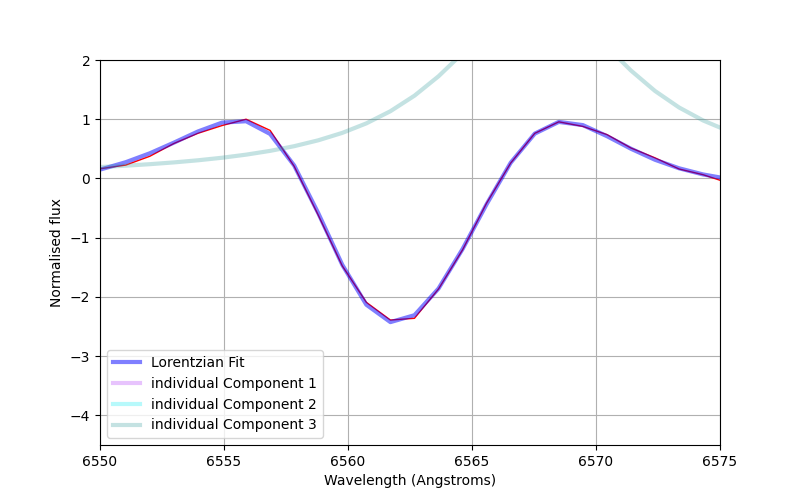 2
1
0
−1
−2
−3
−4
Normalised flux
Lorentzian Fit
individual Component 1
individual Component 2
individual Component 3
6550 6555 6560 6565 6570 6575
Wavelength (Angstroms)